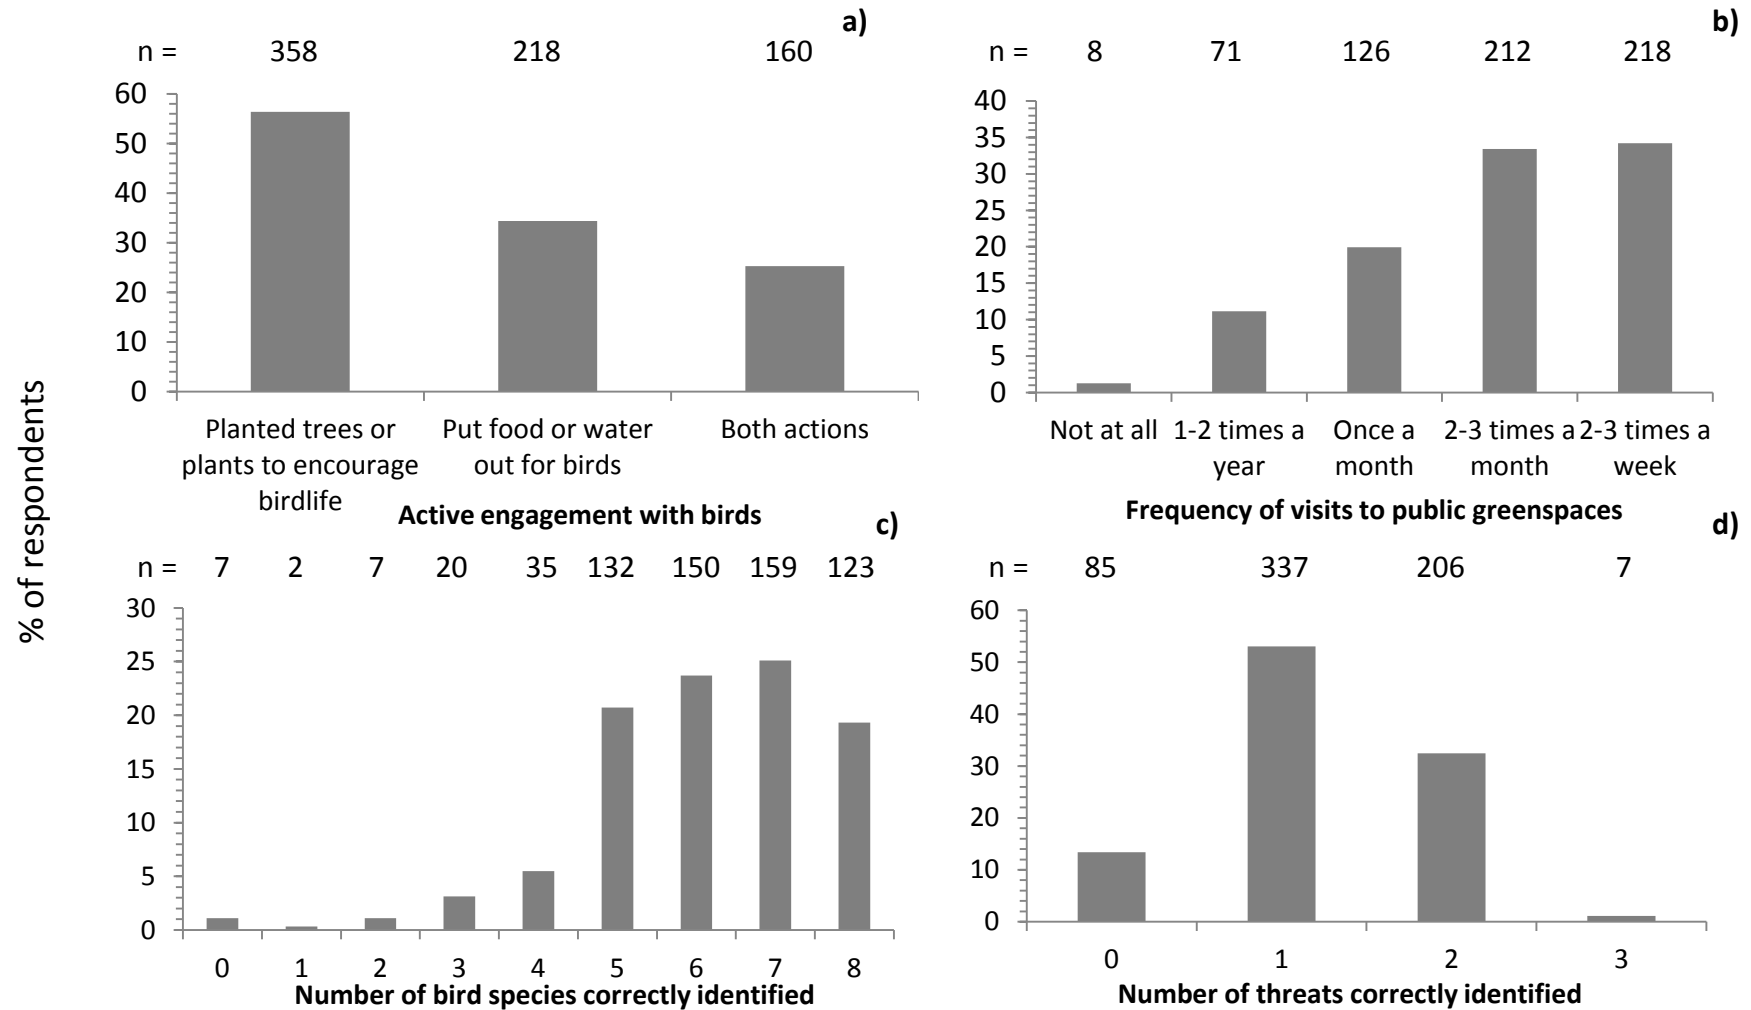 a)
n = 358 218 160
60
50
40
30
20
10
0
Planted trees or
plants to encourage
birdlife
Put food or water
out for birds
Both actions
Active engagement with birds
b)
n = 8 71 126 212 218
40
35
30
25
20
15
10
5
0
Not at all
1-2 times a
year
Once a
month
2-3 times a
month
2-3 times a
week
Frequency of visits to public greenspaces
% of respondents
c)
n = 7 2 7 20 35 132 150 159 123
30
25
20
15
10
5
0
0 1 2 3 4 5 6 7 8
Number of bird species correctly identified
d)
n = 85 337 206 7
60
50
40
30
20
10
0
0 1 2 3
Number of threats correctly identified